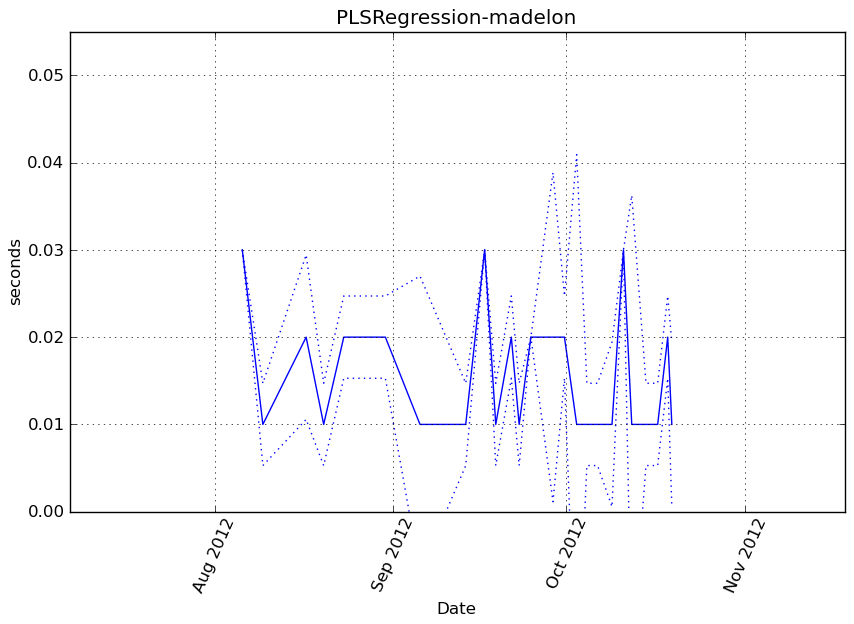 PLSRegression-madelon
0.05
0.04
0.03
0.02
0.01
0.00
seconds
Aug 2012
Sep 2012
Oct 2012
Nov 2012
Date